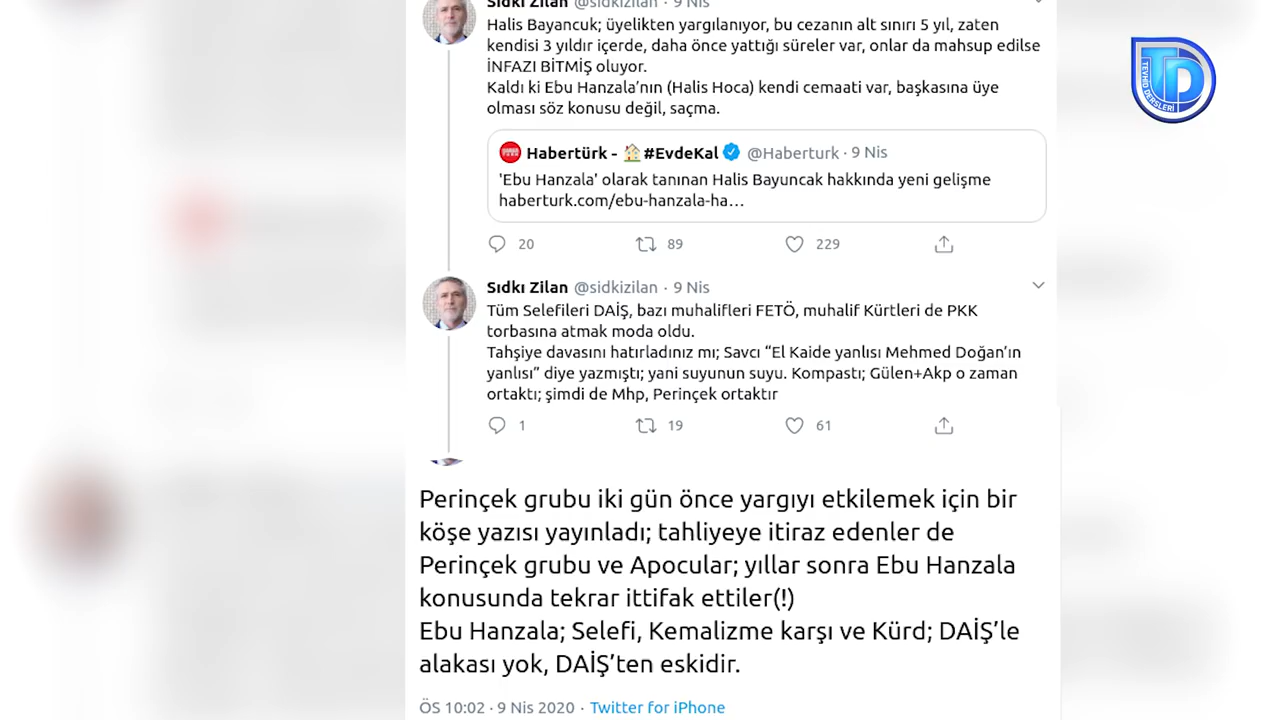 Sıdkı Zilan @sidkizilan · 9 Nis
Halis Bayancuk; üyelikten yargılanıyor, bu cezanın alt sınırı 5 yıl, zaten
kendisi 3 yıldır içerde, daha önce yattığı süreler var, onlar da mahsup edilse
İNFAZI BİTMİŞ oluyor.
Kaldı ki Ebu Hanzala’nın (Halis Hoca) kendi cemaati var, başkasına üye
olması söz konusu değil, saçma.
Habertürk - 🏠#EvdeKal @Haberturk · 9 Nis
'Ebu Hanzala' olarak tanınan Halis Bayuncak hakkında yeni gelişme
haberturk.com/ebu-hanzala-ha…
20 89 229
Sıdkı Zilan @sidkizilan · 9 Nis
Tüm Selefileri DAİŞ, bazı muhalifleri FETÖ, muhalif Kürtleri de PKK
torbasına atmak moda oldu.
Tahşiye davasını hatırladınız mı; Savcı “El Kaide yanlısı Mehmed Doğan’ın
yanlısı” diye yazmıştı; yani suyunun suyu. Kompastı; Gülen+Akp o zaman
ortaktı; şimdi de Mhp, Perinçek ortaktır
1 19 61
Perinçek grubu iki gün önce yargıyı etkilemek için bir
köşe yazısı yayınladı; tahliyeye itiraz edenler de
Perinçek grubu ve Apocular; yıllar sonra Ebu Hanzala
konusunda tekrar ittifak ettiler(!)
Ebu Hanzala; Selefi, Kemalizme karşı ve Kürd; DAİŞ’le
alakası yok, DAİŞ’ten eskidir.
ÖS 10:02 · 9 Nis 2020 · Twitter for iPhone
TD
TEVHİD DERSLERİ